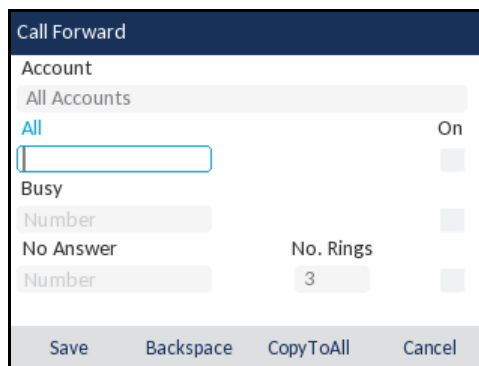 Call Forward
Account
All Accounts
All On
Busy
Number
No Answer No. Rings
Number 3
Save Backspace CopyToAll Cancel